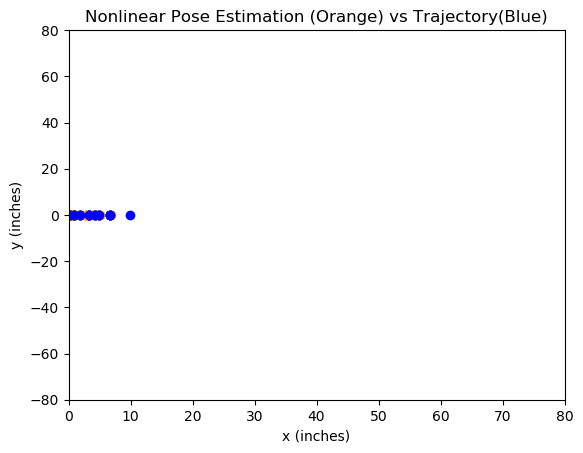 Nonlinear Pose Estimation (Orange) vs Trajectory(Blue)
80
60
40
20
0
−20
−40
−60
−80
y (inches)
0 10 20 30 40 50 60 70 80
x (inches)